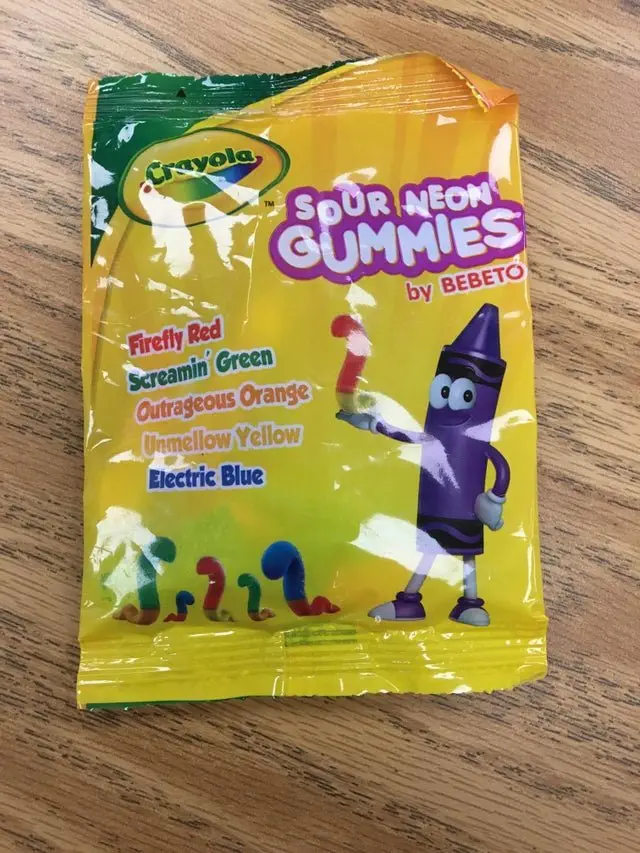 Crayola
TM
SOUR NEON
GUMMIES
by BEBETO
Firefly Red
Screamin' Green
Outrageous Orange
Unmellow Yellow
Electric Blue